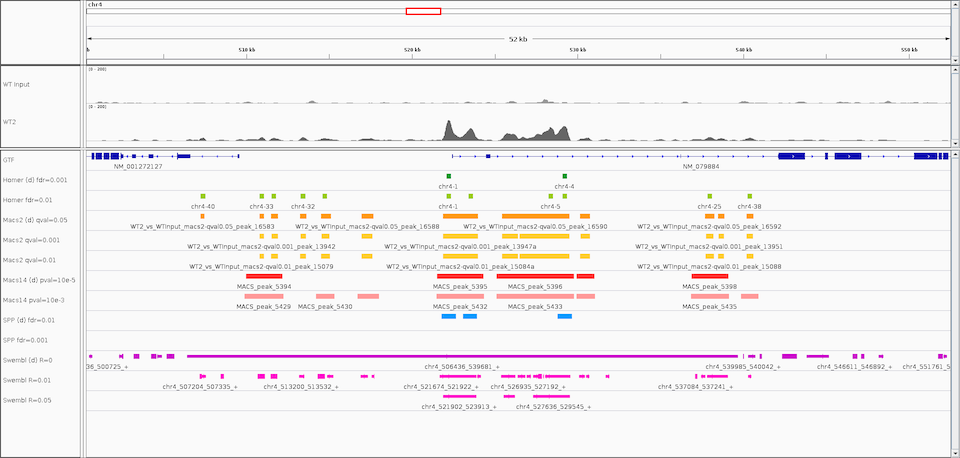 chr4
52 kb
510 kb 520 kb 530 kb 540 kb 550 kb
WT Input [0 - 200]
WT2 [0 - 200]
GTF
NM_001272127 NM_079884
Homer (d) fdr=0.001
chr4-1 chr4-4
Homer fdr=0.01
chr4-40 chr4-33 chr4-32 chr4-1 chr4-5 chr4-25 chr4-38
Macs2 (d) qval=0.05
WT2_vs_WTInput_macs2-qval0.05_peak_16583 WT2_vs_WTInput_macs2-qval0.05_peak_16588 WT2_vs_WTInput_macs2-qval0.05_peak_16590 WT2_vs_WTInput_macs2-qval0.05_peak_16592
Macs2 qval=0.001
WT2_vs_WTInput_macs2-qval0.001_peak_13942 WT2_vs_WTInput_macs2-qval0.001_peak_13947a WT2_vs_WTInput_macs2-qval0.001_peak_13951
Macs2 qval=0.01
WT2_vs_WTInput_macs2-qval0.01_peak_15079 WT2_vs_WTInput_macs2-qval0.01_peak_15084a WT2_vs_WTInput_macs2-qval0.01_peak_15088
Macs14 (d) pval=10e-5
MACS_peak_5394 MACS_peak_5395 MACS_peak_5396 MACS_peak_5398
Macs14 pval=10e-3
MACS_peak_5429 MACS_peak_5430 MACS_peak_5432 MACS_peak_5433 MACS_peak_5435
SPP (d) fdr=0.01
SPP fdr=0.001
Swembl (d) R=0
36_500725_+ chr4_506436_539681_+ chr4_539985_540042_+ chr4_546611_546892_+ chr4_551761_5
Swembl R=0.01
chr4_507204_507335_+ chr4_513200_513532_+ chr4_521674_521922_+ chr4_526935_527192_+ chr4_537084_537241_+
Swembl R=0.05
chr4_521902_523913_+ chr4_527636_529545_+